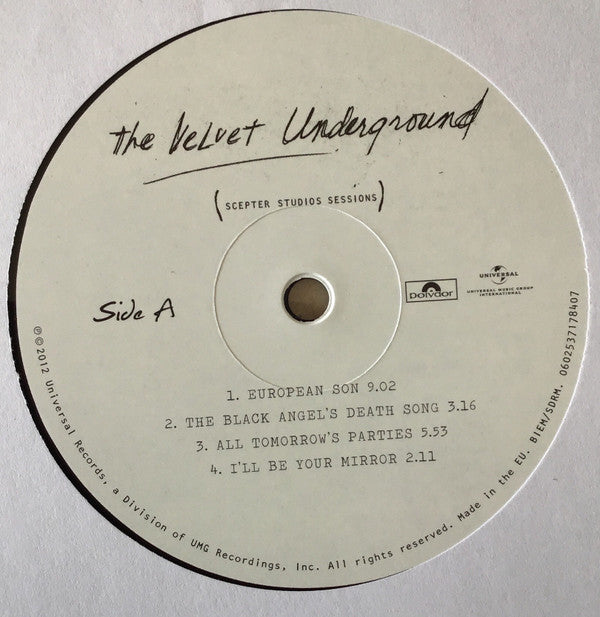 the Velvet Underground
(SCEPTER STUDIOS SESSIONS)
Side A
polydor
UNIVERSAL
UNIVERSAL MUSIC GROUP
INTERNATIONAL
1. EUROPEAN SON 9.02
2. THE BLACK ANGEL'S DEATH SONG 3.16
3. ALL TOMORROW'S PARTIES 5.53
4. I'LL BE YOUR MIRROR 2.11
℗©2012 Universal Records, a Division of UMG Recordings, Inc. All rights reserved. Made in the EU. BIEM/SDRM. 0602537178407